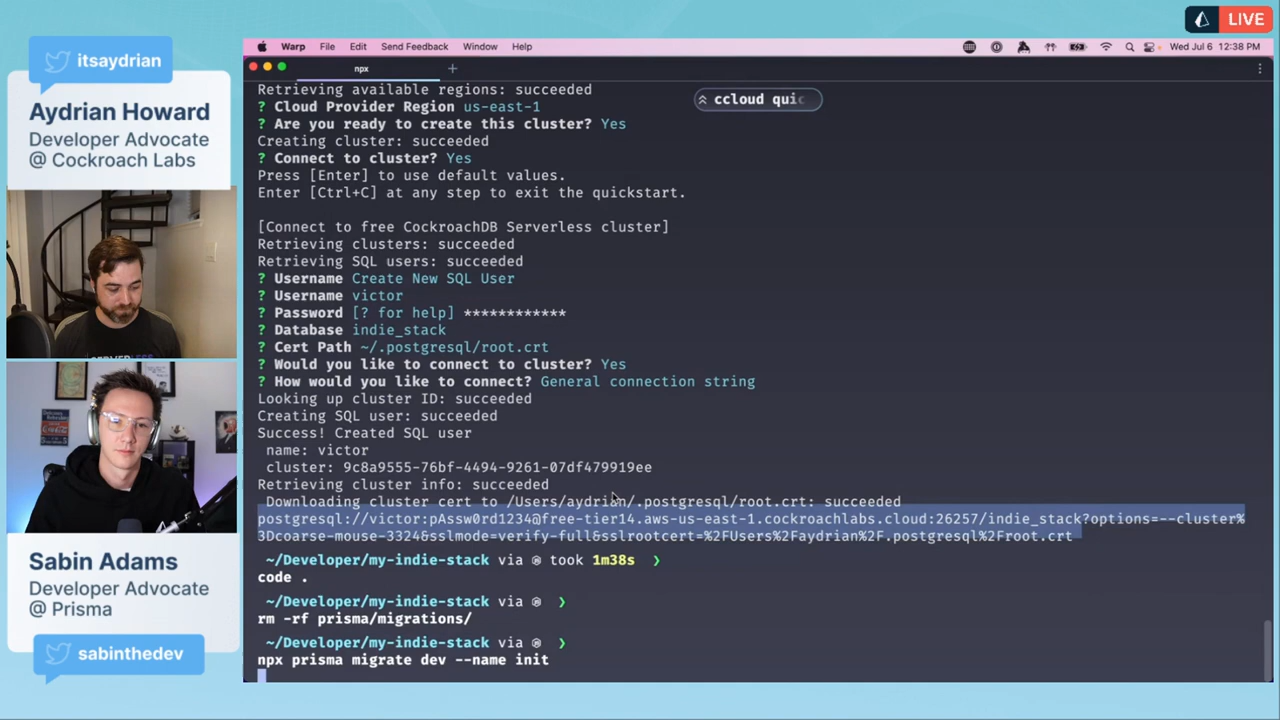 LIVE
itsaydrian
Aydrian Howard
Developer Advocate
@ Cockroach Labs
Sabin Adams
Developer Advocate
@ Prisma
sabinthedev
Warp File Edit Send Feedback Window Help
Wed Jul 6 12:38 PM
npx
ccloud quic
Retrieving available regions: succeeded
? Cloud Provider Region us-east-1
? Are you ready to create this cluster? Yes
Creating cluster: succeeded
? Connect to cluster? Yes
Press [Enter] to use default values.
Enter [Ctrl+C] at any step to exit the quickstart.
[Connect to free CockroachDB Serverless cluster]
Retrieving clusters: succeeded
Retrieving SQL users: succeeded
? Username Create New SQL User
? Username victor
? Password [? for help] ************
? Database indie_stack
? Cert Path ~/.postgresql/root.crt
? Would you like to connect to cluster? Yes
? How would you like to connect? General connection string
Looking up cluster ID: succeeded
Creating SQL user: succeeded
Success! Created SQL user
name: victor
cluster: 9c8a9555-76bf-4494-9261-07df479919ee
Retrieving cluster info: succeeded
Downloading cluster cert to /Users/aydrian/.postgresql/root.crt: succeeded
postgresql://victor:pAssw0rd1234@free-tier14.aws-us-east-1.cockroachlabs.cloud:26257/indie_stack?options=--cluster%
3Dcoarse-mouse-3324&sslmode=verify-full&sslrootcert=%2FUsers%2Faydrian%2F.postgresql%2Froot.crt
~/Developer/my-indie-stack via took 1m38s ❯
code .
~/Developer/my-indie-stack via ❯
rm -rf prisma/migrations/
~/Developer/my-indie-stack via ❯
npx prisma migrate dev --name init